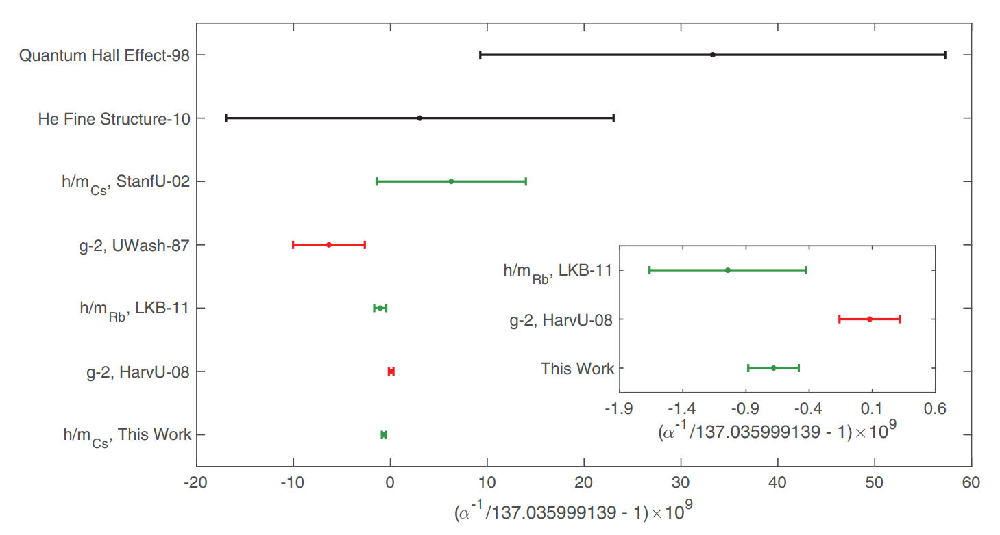 Quantum Hall Effect-98
He Fine Structure-10
h/mCs, StanfU-02
g-2, UWash-87
h/mRb, LKB-11
g-2, HarvU-08
h/mCs, This Work
-20 -10 0 10 20 30 40 50 60
(α-1/137.035999139 - 1)×109
h/mRb, LKB-11
g-2, HarvU-08
This Work
-1.9 -1.4 -0.9 -0.4 0.1 0.6
(α-1/137.035999139 - 1)×109